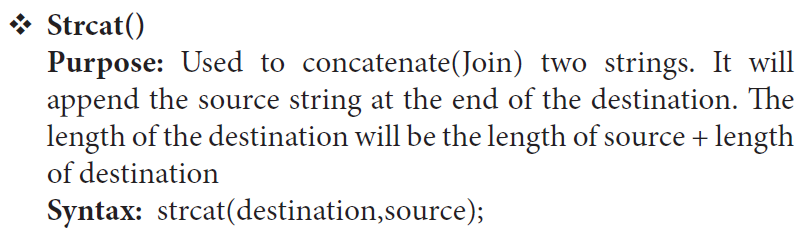 ❖ Strcat()
Purpose: Used to concatenate(Join) two strings. It will
append the source string at the end of the destination. The
length of the destination will be the length of source + length
of destination
Syntax: strcat(destination,source);